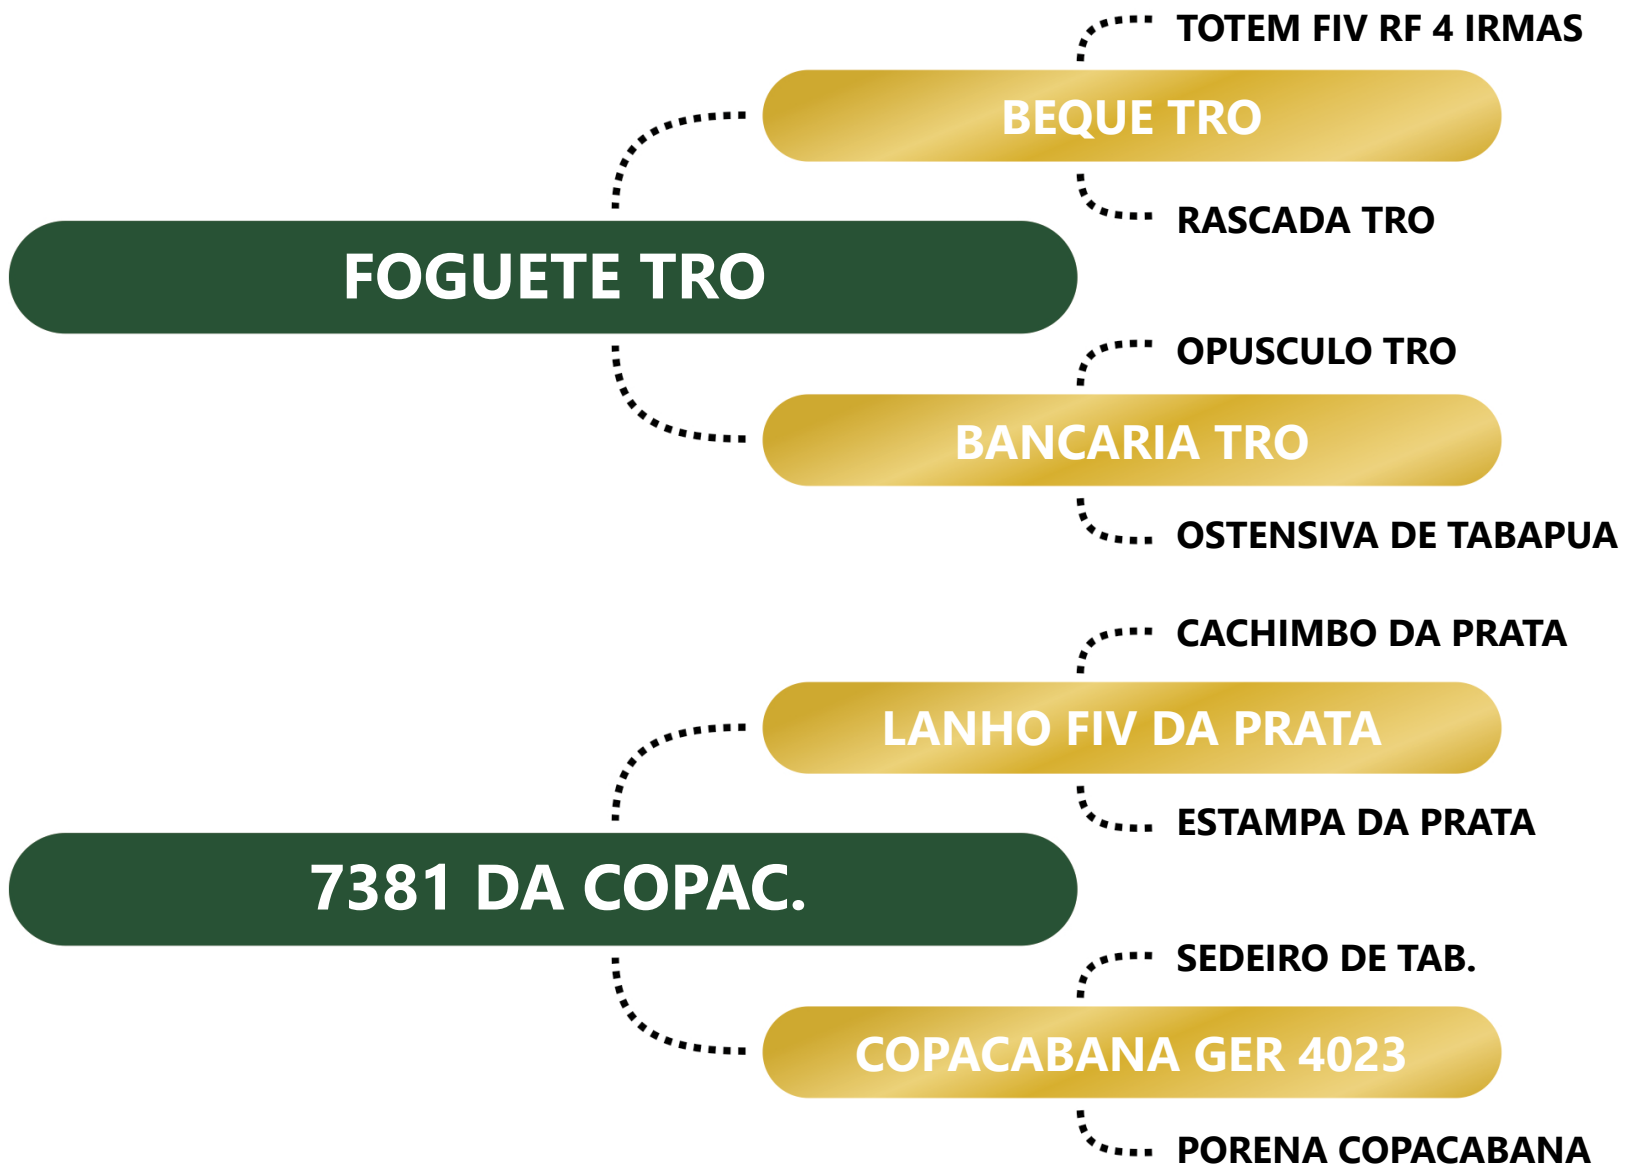 TOTEM FIV RF 4 IRMAS
BEQUE TRO
RASCADA TRO
FOGUETE TRO
OPUSCULO TRO
BANCARIA TRO
OSTENSIVA DE TABAPUA
CACHIMBO DA PRATA
LANHO FIV DA PRATA
ESTAMPA DA PRATA
7381 DA COPAC.
SEDEIRO DE TAB.
COPACABANA GER 4023
PORENA COPACABANA